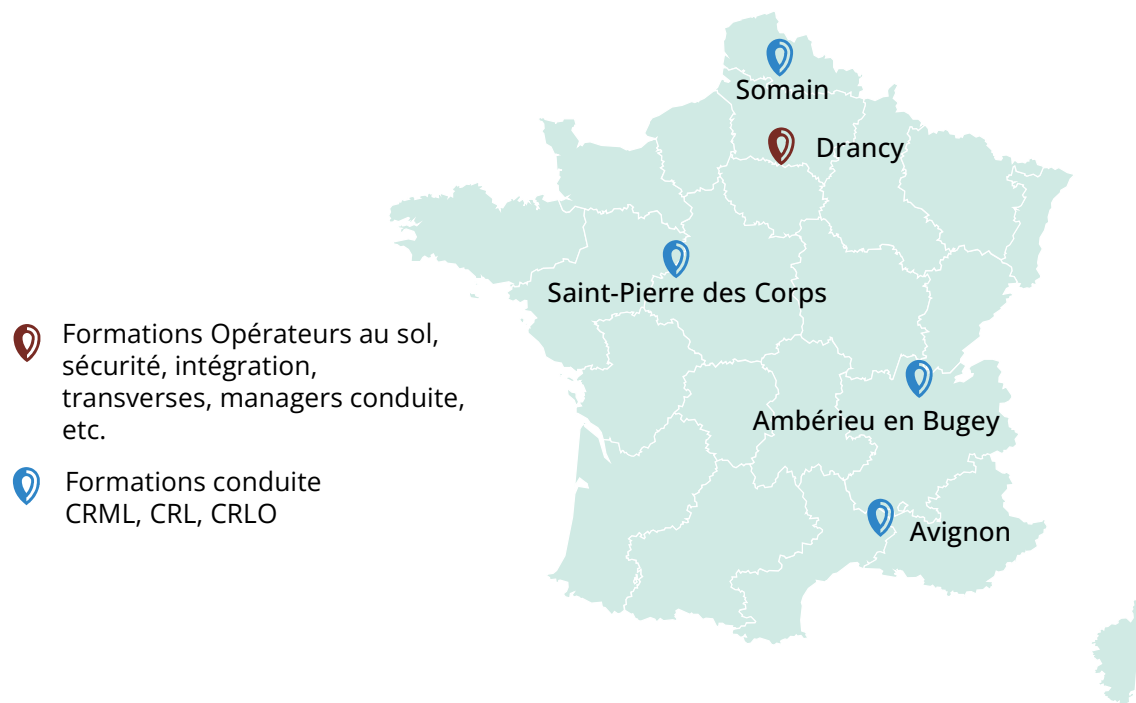 Somain
Drancy
Saint-Pierre des Corps
Formations Opérateurs au sol,
sécurité, intégration,
transverses, managers conduite,
etc.
Ambérieu en Bugey
Formations conduite
CRML, CRL, CRLO
Avignon